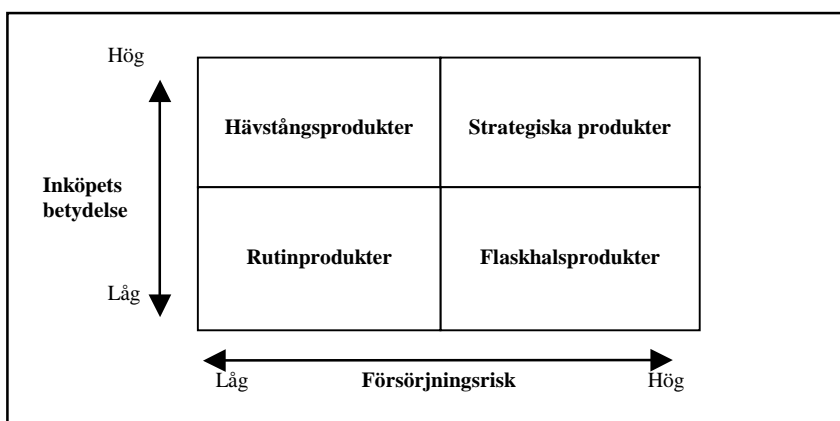 Hög
Hävstångsprodukter
Strategiska produkter
Inköpets
betydelse
Rutinprodukter
Flaskhalsprodukter
Låg
Låg
Försörjningsrisk
Hög